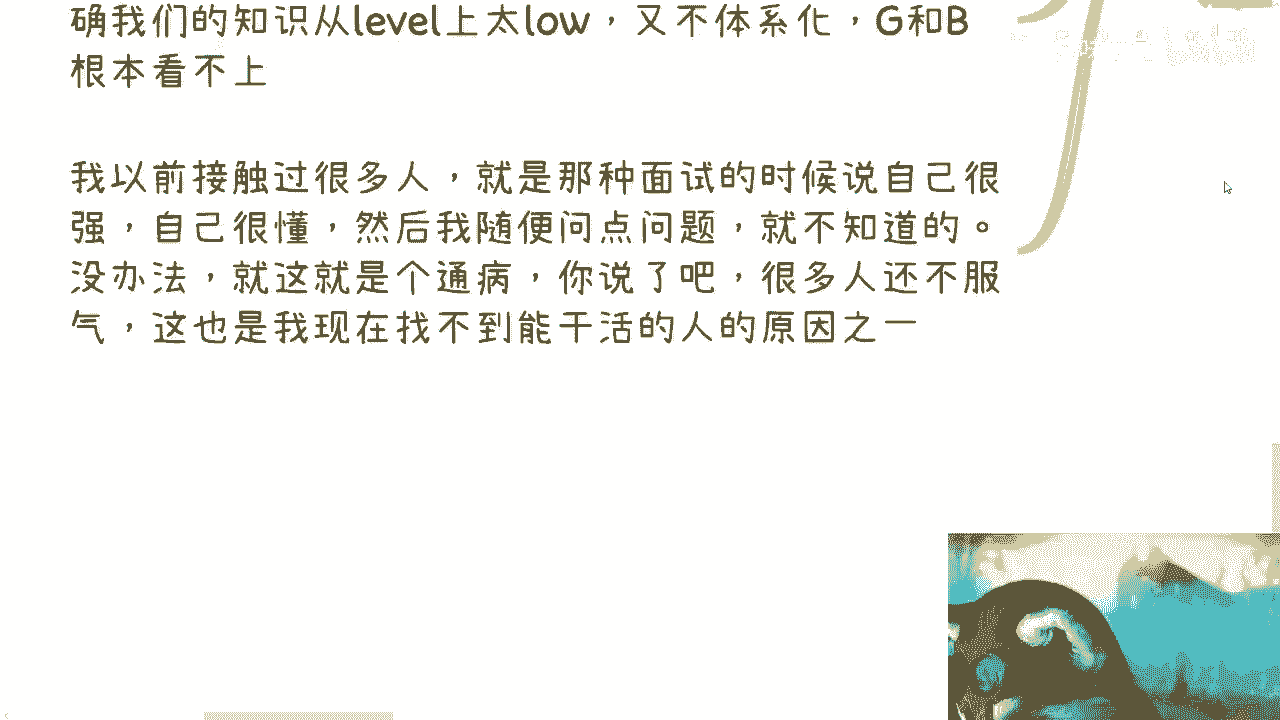 确我们的知识从level上太low，又不体系化，G和B
根本看不上
我以前接触过很多人，就是那种面试的时候说自己很
强，自己很懂，然后我随便问点问题，就不知道的。
没办法，就这就是个通病，你说了吧，很多人还不服
气，这也是我现在找不到能干活的人的原因之一